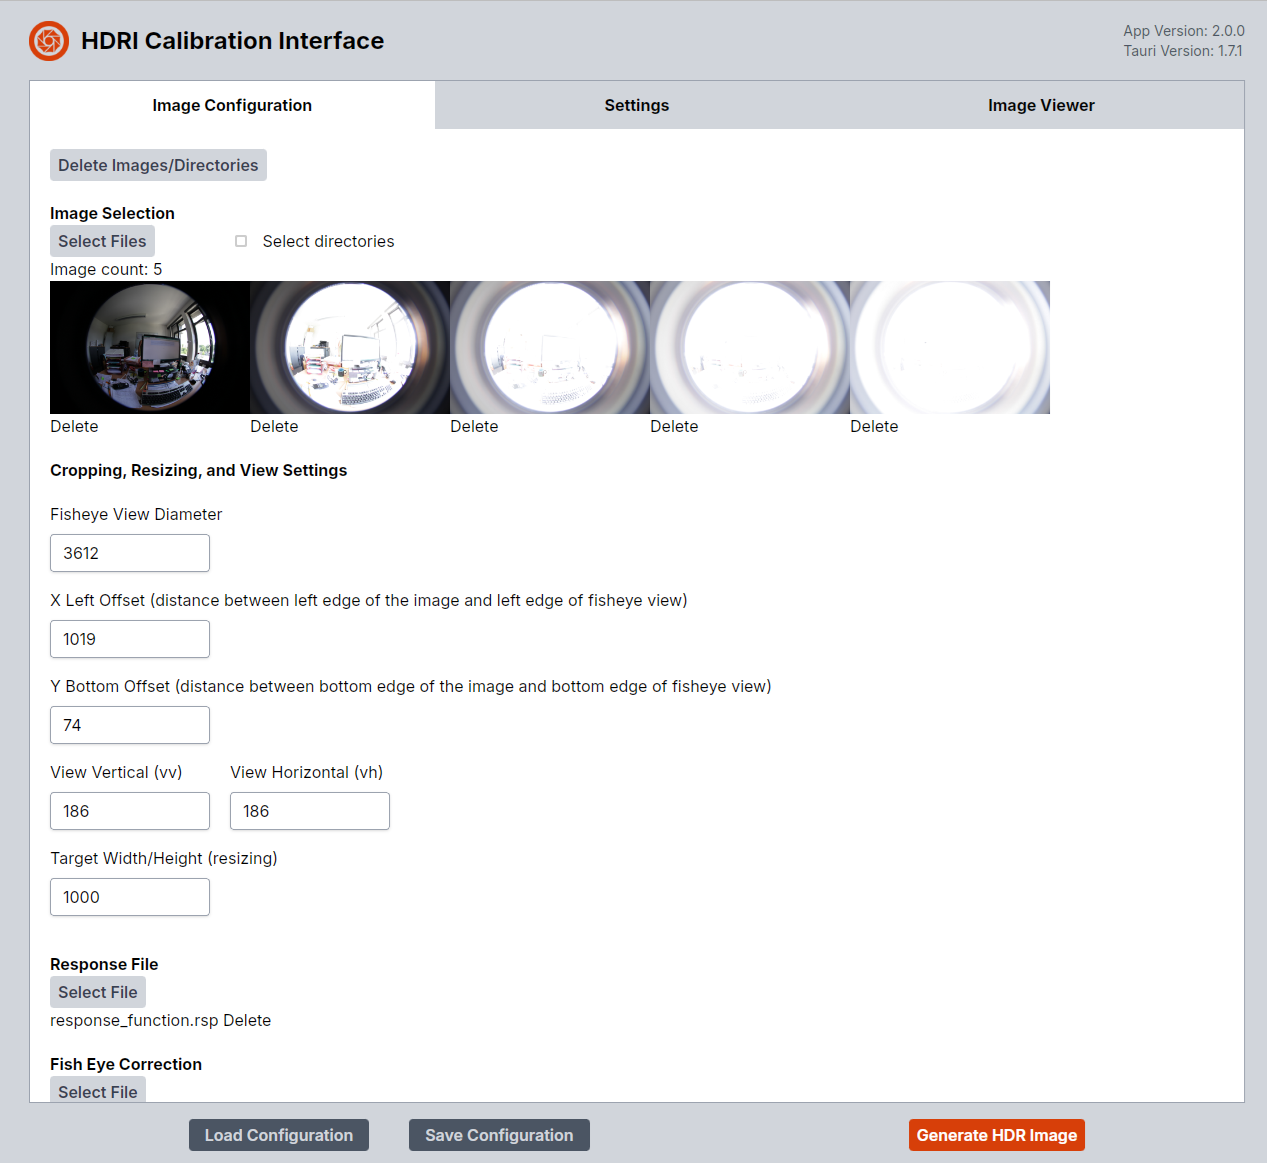 HDRI Calibration Interface
App Version: 2.0.0
Tauri Version: 1.7.1
Image Configuration
Settings
Image Viewer
Delete Images/Directories
Image Selection
Select Files
Select directories
Image count: 5
Delete
Delete
Delete
Delete
Delete
Cropping, Resizing, and View Settings
Fisheye View Diameter
3612
X Left Offset (distance between left edge of the image and left edge of fisheye view)
1019
Y Bottom Offset (distance between bottom edge of the image and bottom edge of fisheye view)
74
View Vertical (vv)
View Horizontal (vh)
186
186
Target Width/Height (resizing)
1000
Response File
Select File
response_function.rsp Delete
Fish Eye Correction
Select File
Load Configuration
Save Configuration
Generate HDR Image